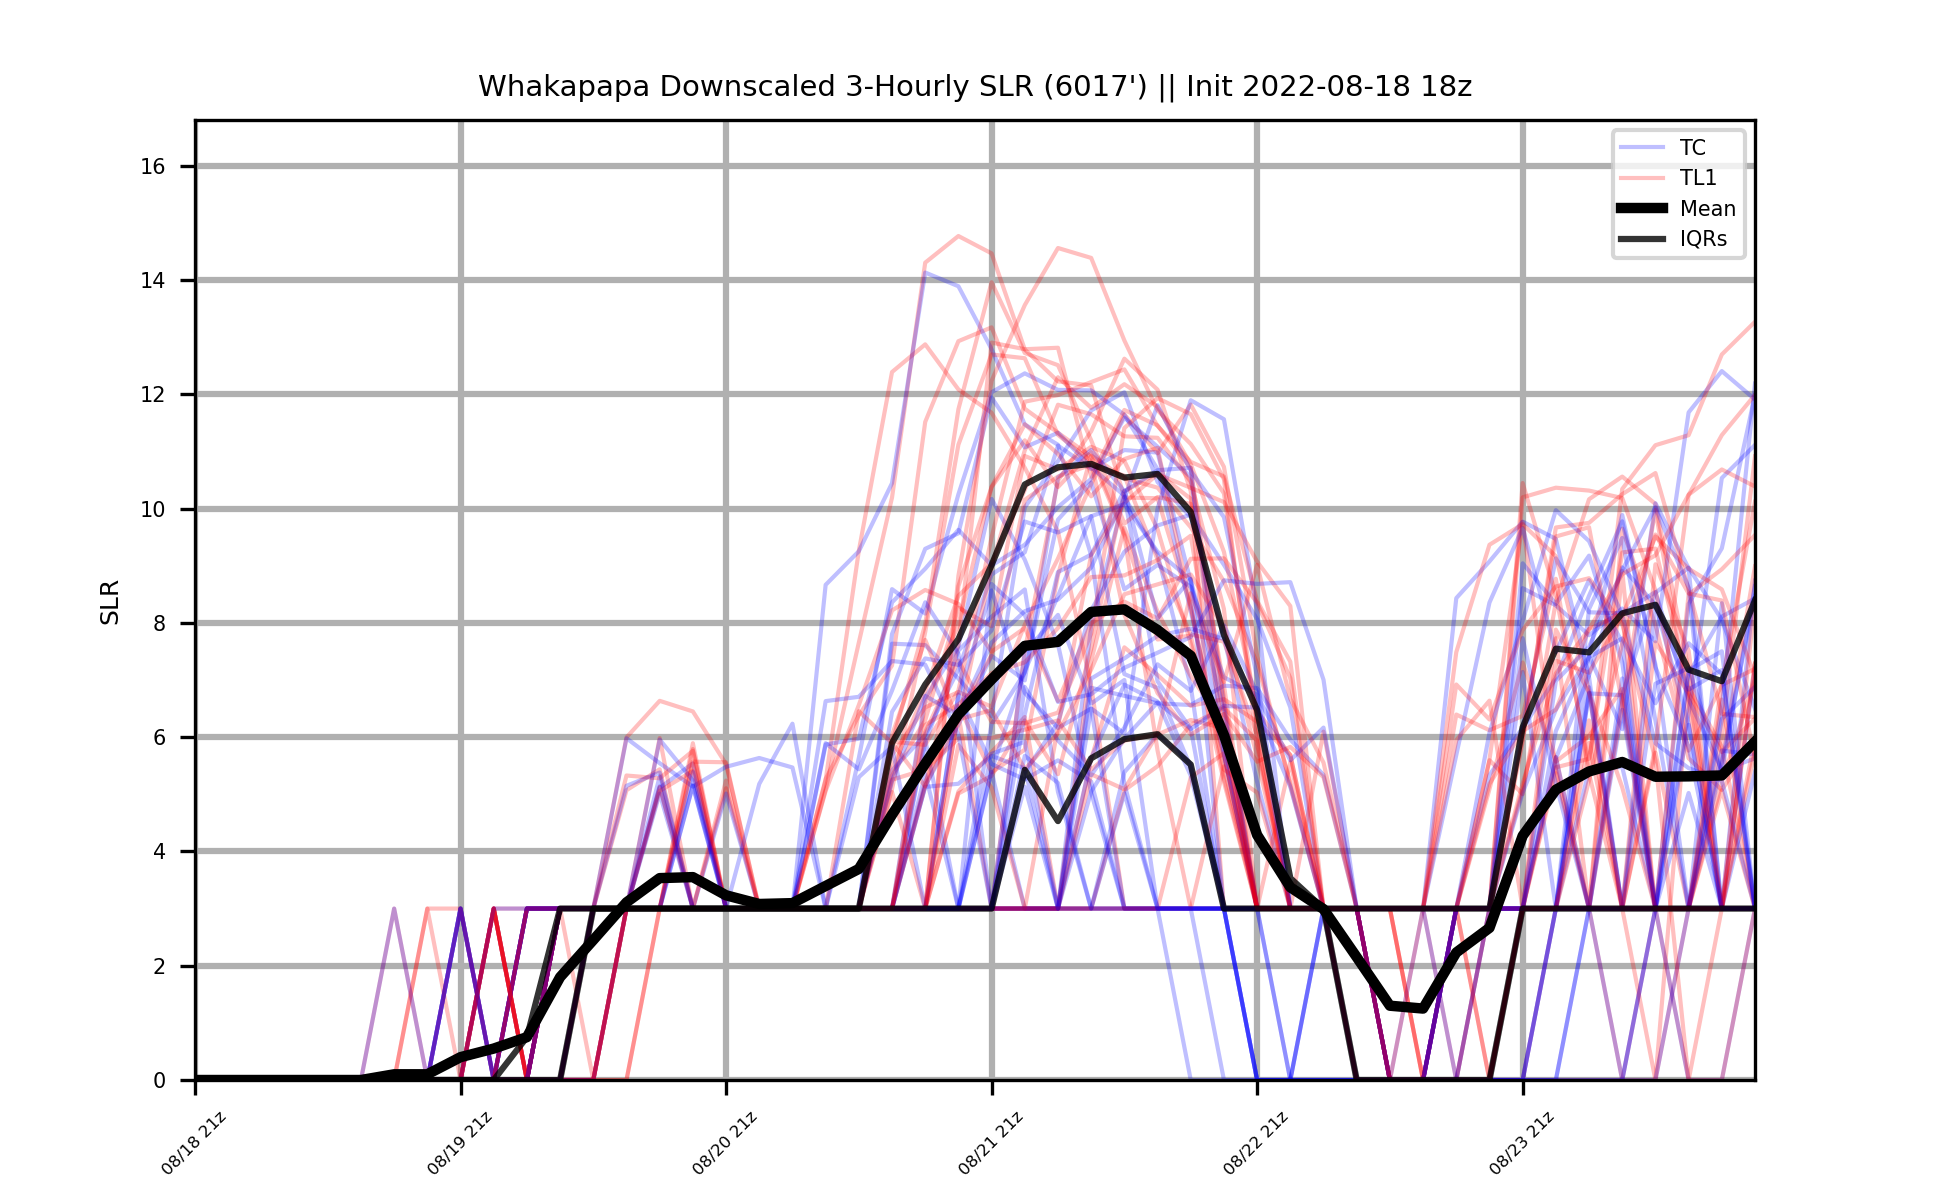 Whakapapa Downscaled 3-Hourly SLR (6017') || Init 2022-08-18 18z
TC
TL1
Mean
IQRs
SLR
16
14
12
10
8
6
4
2
0
08/18 21z
08/19 21z
08/20 21z
08/21 21z
08/22 21z
08/23 21z